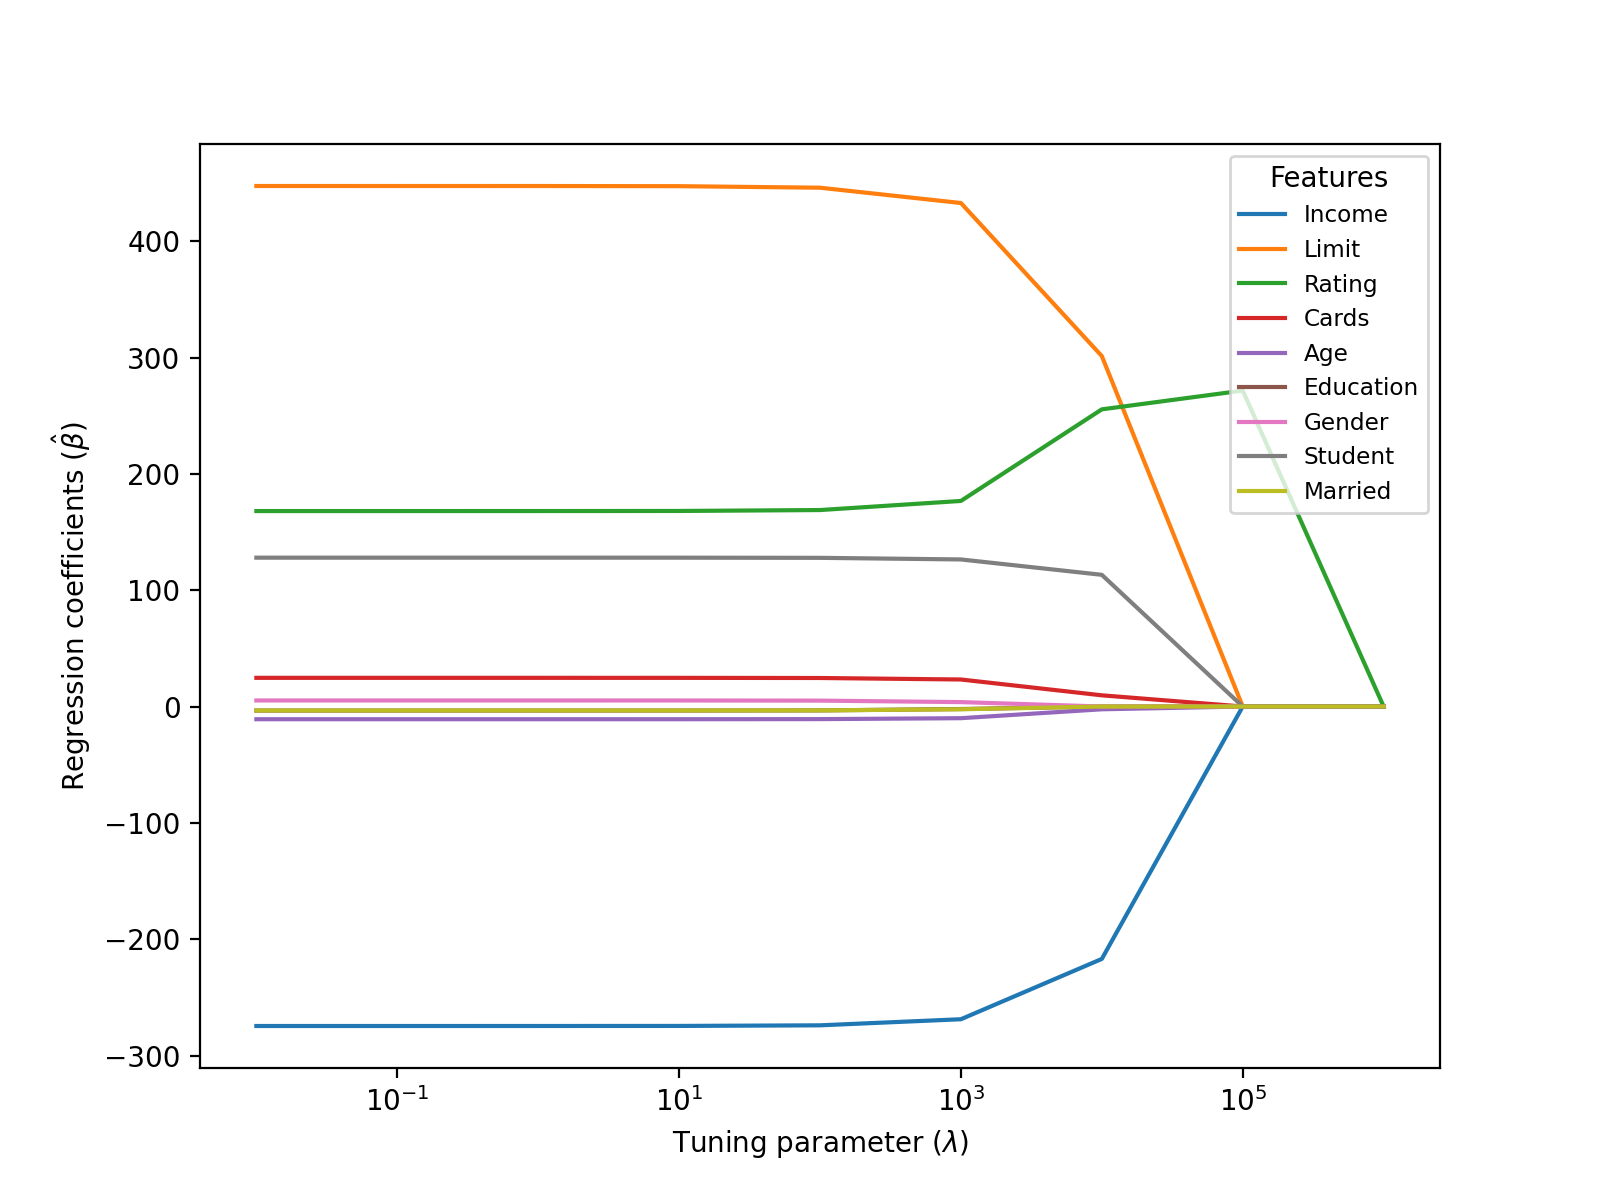 Features
Income
Limit
Rating
Cards
Age
Education
Gender
Student
Married
400
300
200
100
0
−100
−200
−300
Regression coefficients (β̂)
10⁻¹ 10¹ 10³ 10⁵
Tuning parameter (λ)